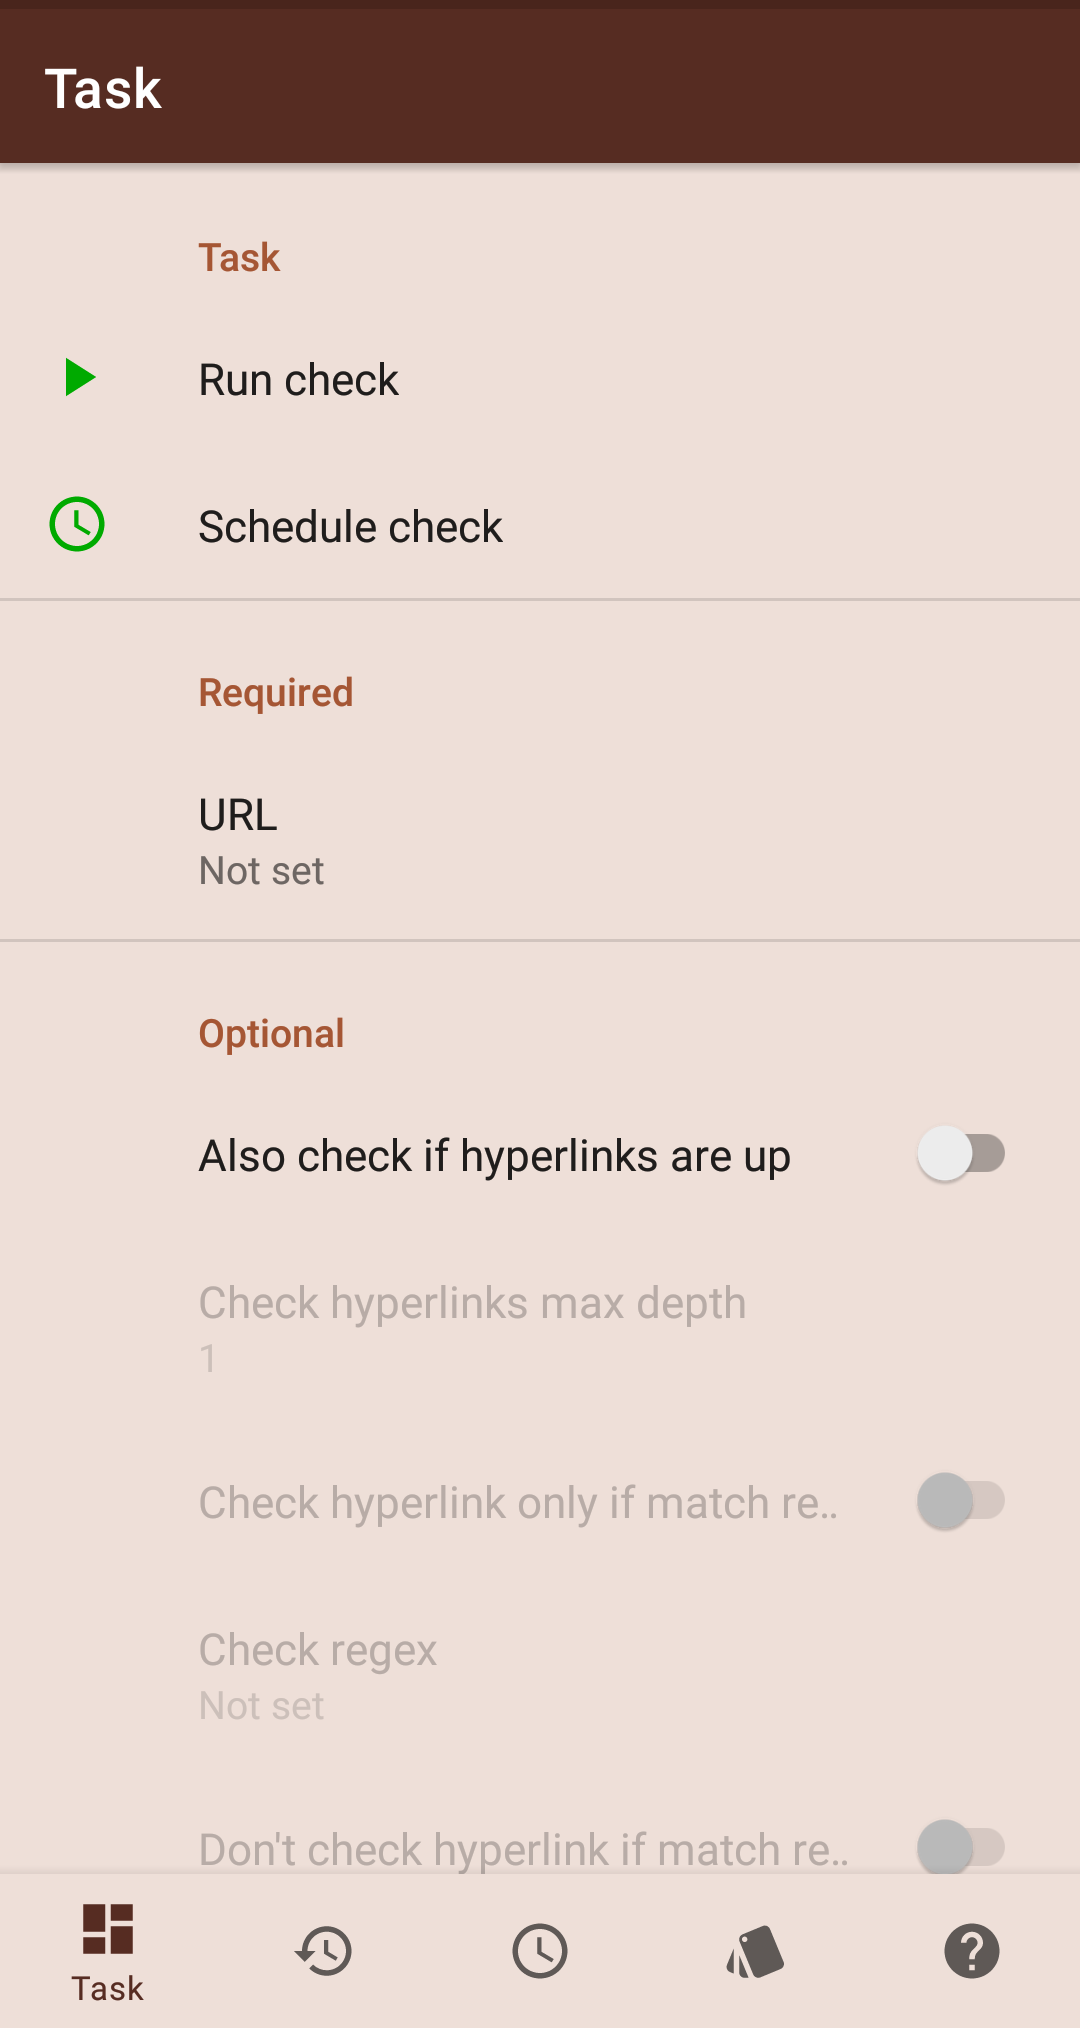 Task
Task
Run check
Schedule check
Required
URL
Not set
Optional
Also check if hyperlinks are up
Check hyperlinks max depth
1
Check hyperlink only if match re..
Check regex
Not set
Don't check hyperlink if match re..
Task